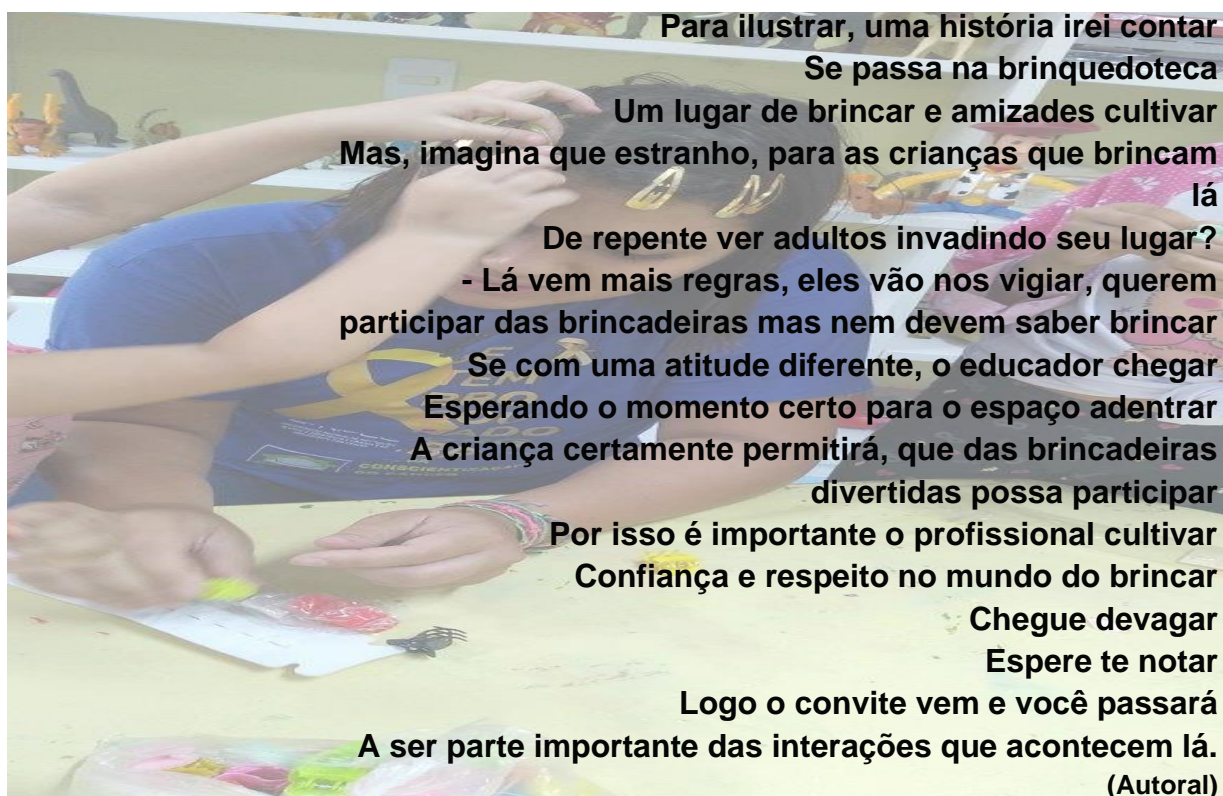 Para ilustrar, uma história irei contar
Se passa na brinquedoteca
Um lugar de brincar e amizades cultivar
Mas, imagina que estranho, para as crianças que brincam
lá
De repente ver adultos invadindo seu lugar?
- Lá vem mais regras, eles vão nos vigiar, querem
participar das brincadeiras mas nem devem saber brincar
Se com uma atitude diferente, o educador chegar
Esperando o momento certo para o espaço adentrar
A criança certamente permitirá, que das brincadeiras
divertidas possa participar
Por isso é importante o profissional cultivar
Confiança e respeito no mundo do brincar
Chegue devagar
Espere te notar
Logo o convite vem e você passará
A ser parte importante das interações que acontecem lá.
(Autoral)